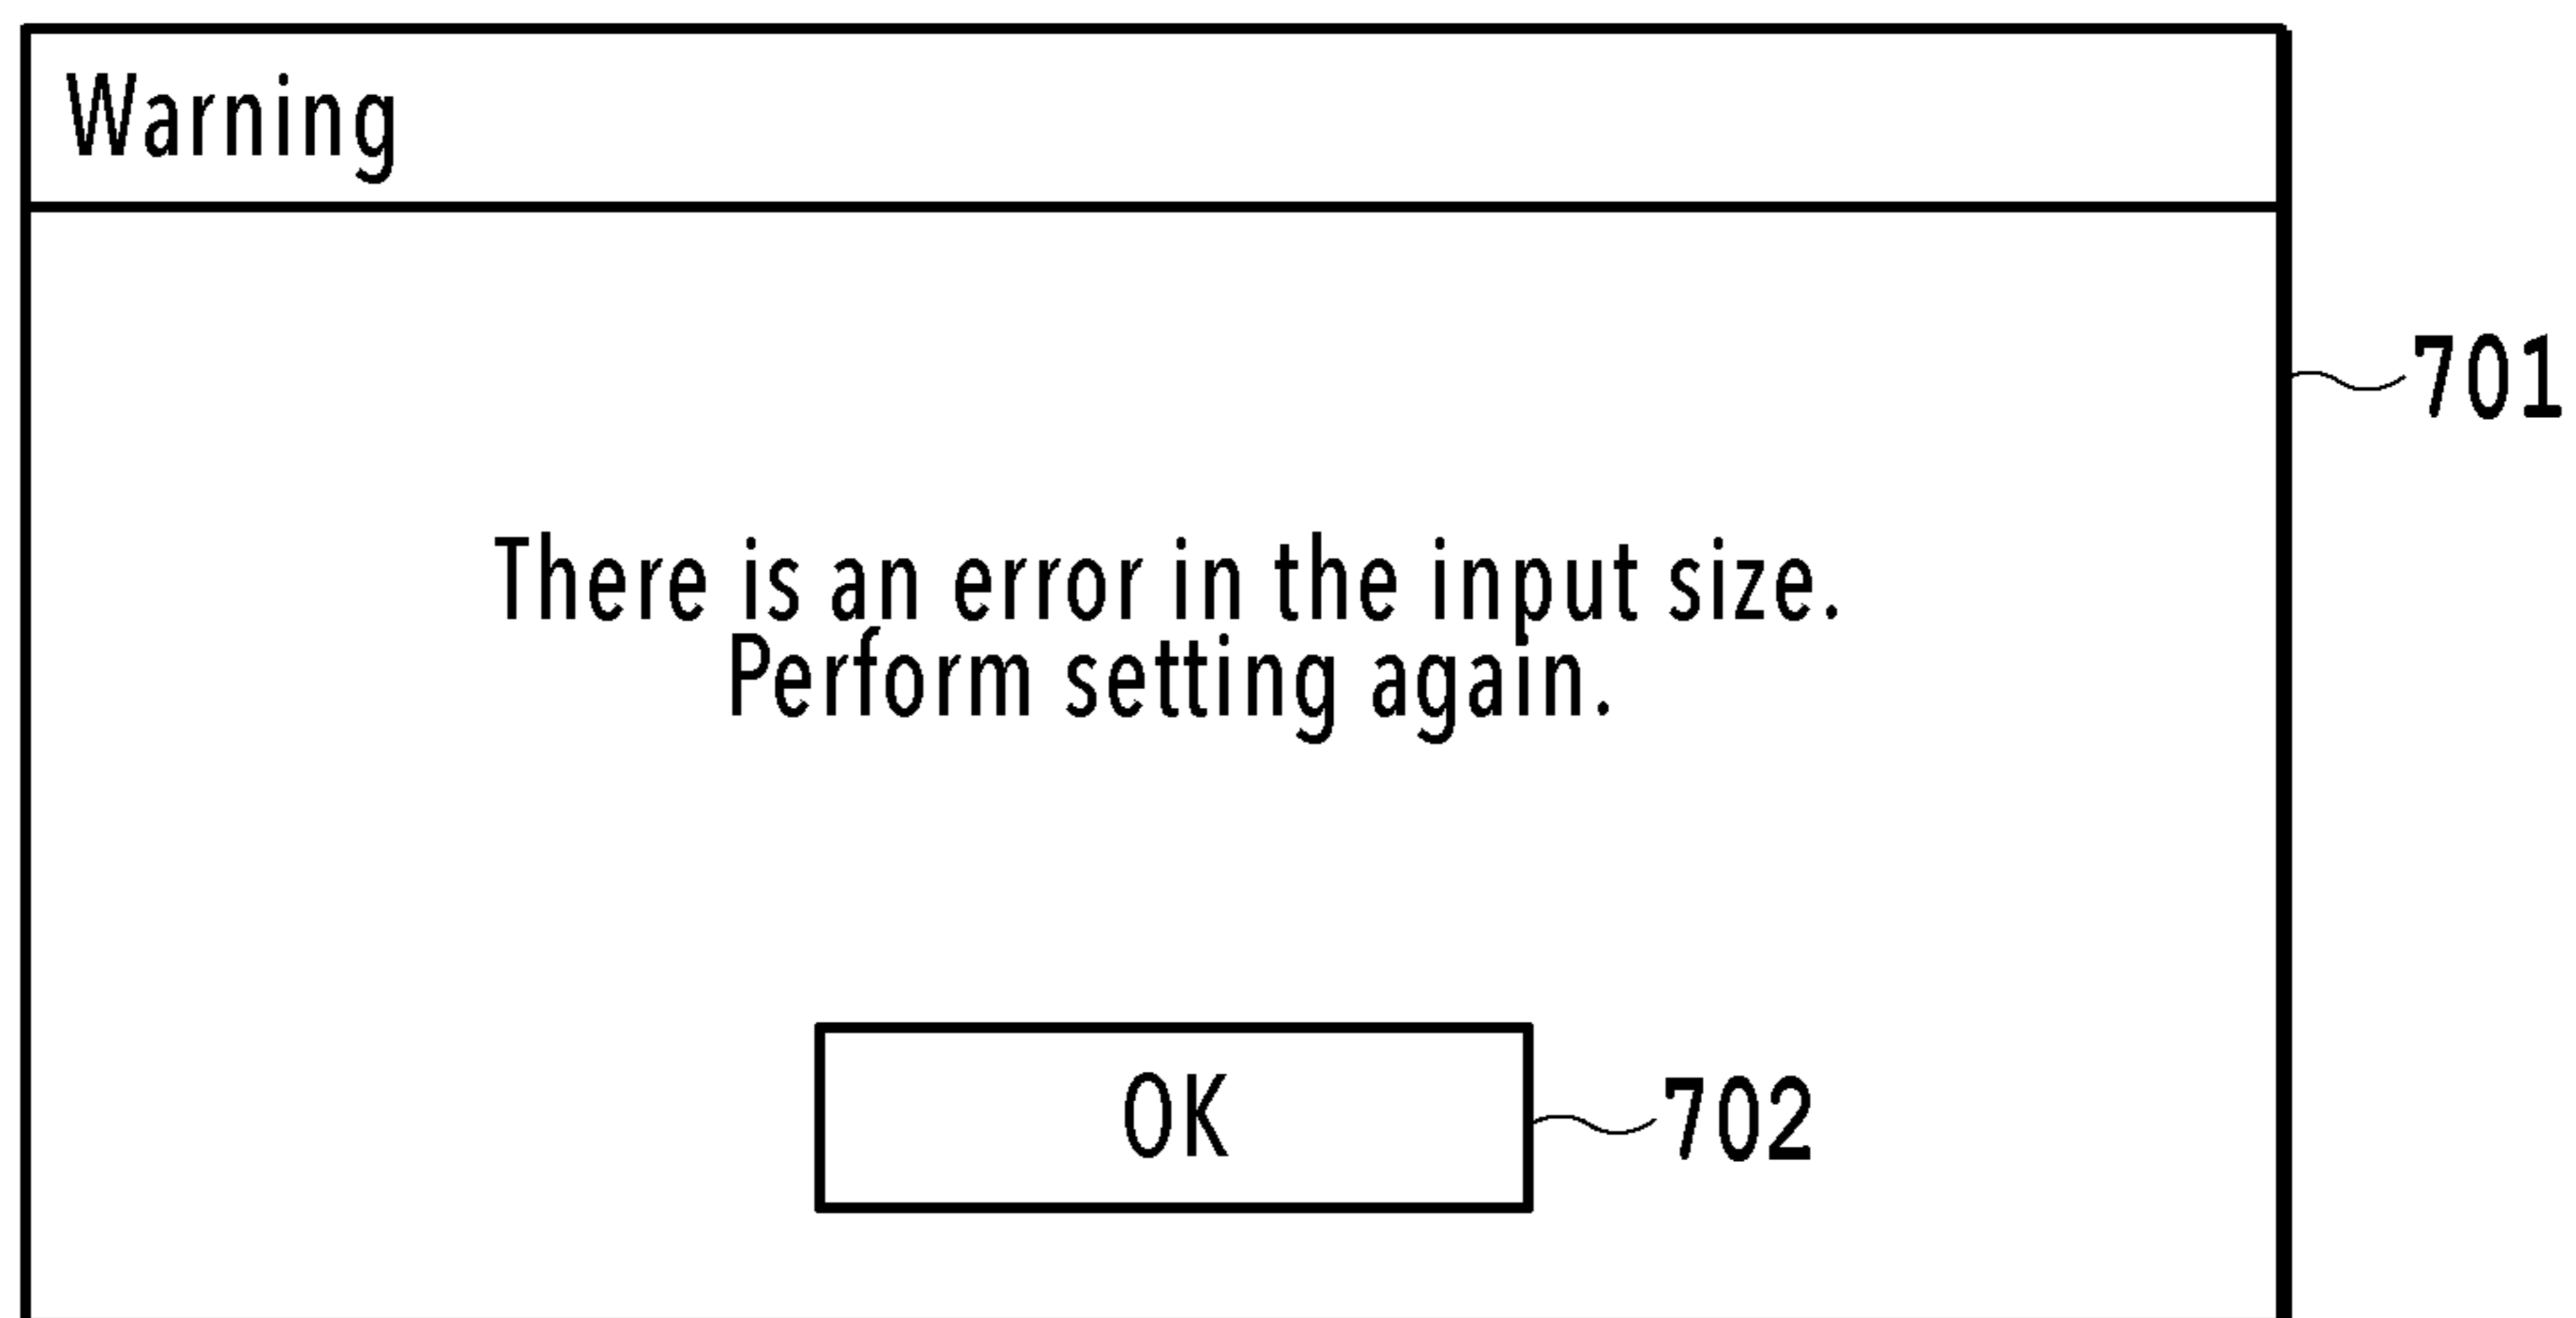 Warning
701
There is an error in the input size.
Perform setting again.
OK
702